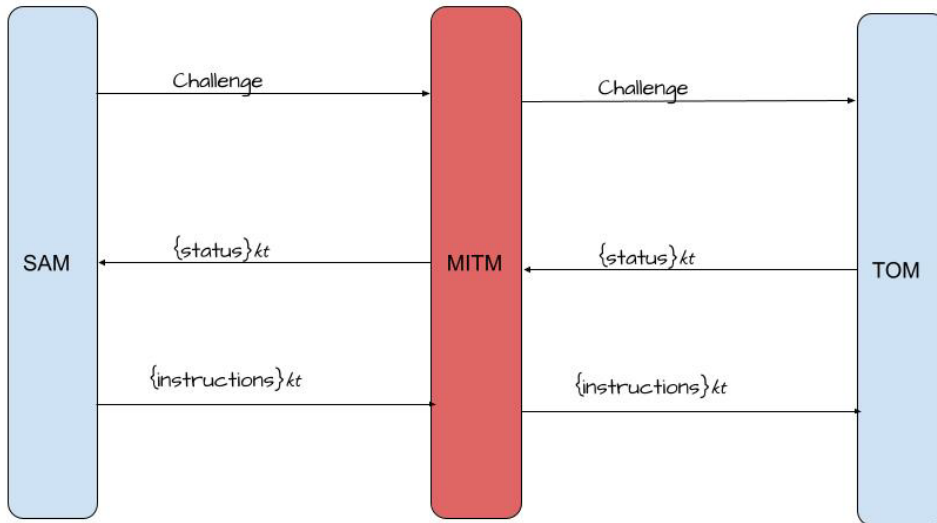 Challenge
Challenge
{status}kt
{status}kt
SAM
MITM
TOM
{instructions}kt
{instructions}kt